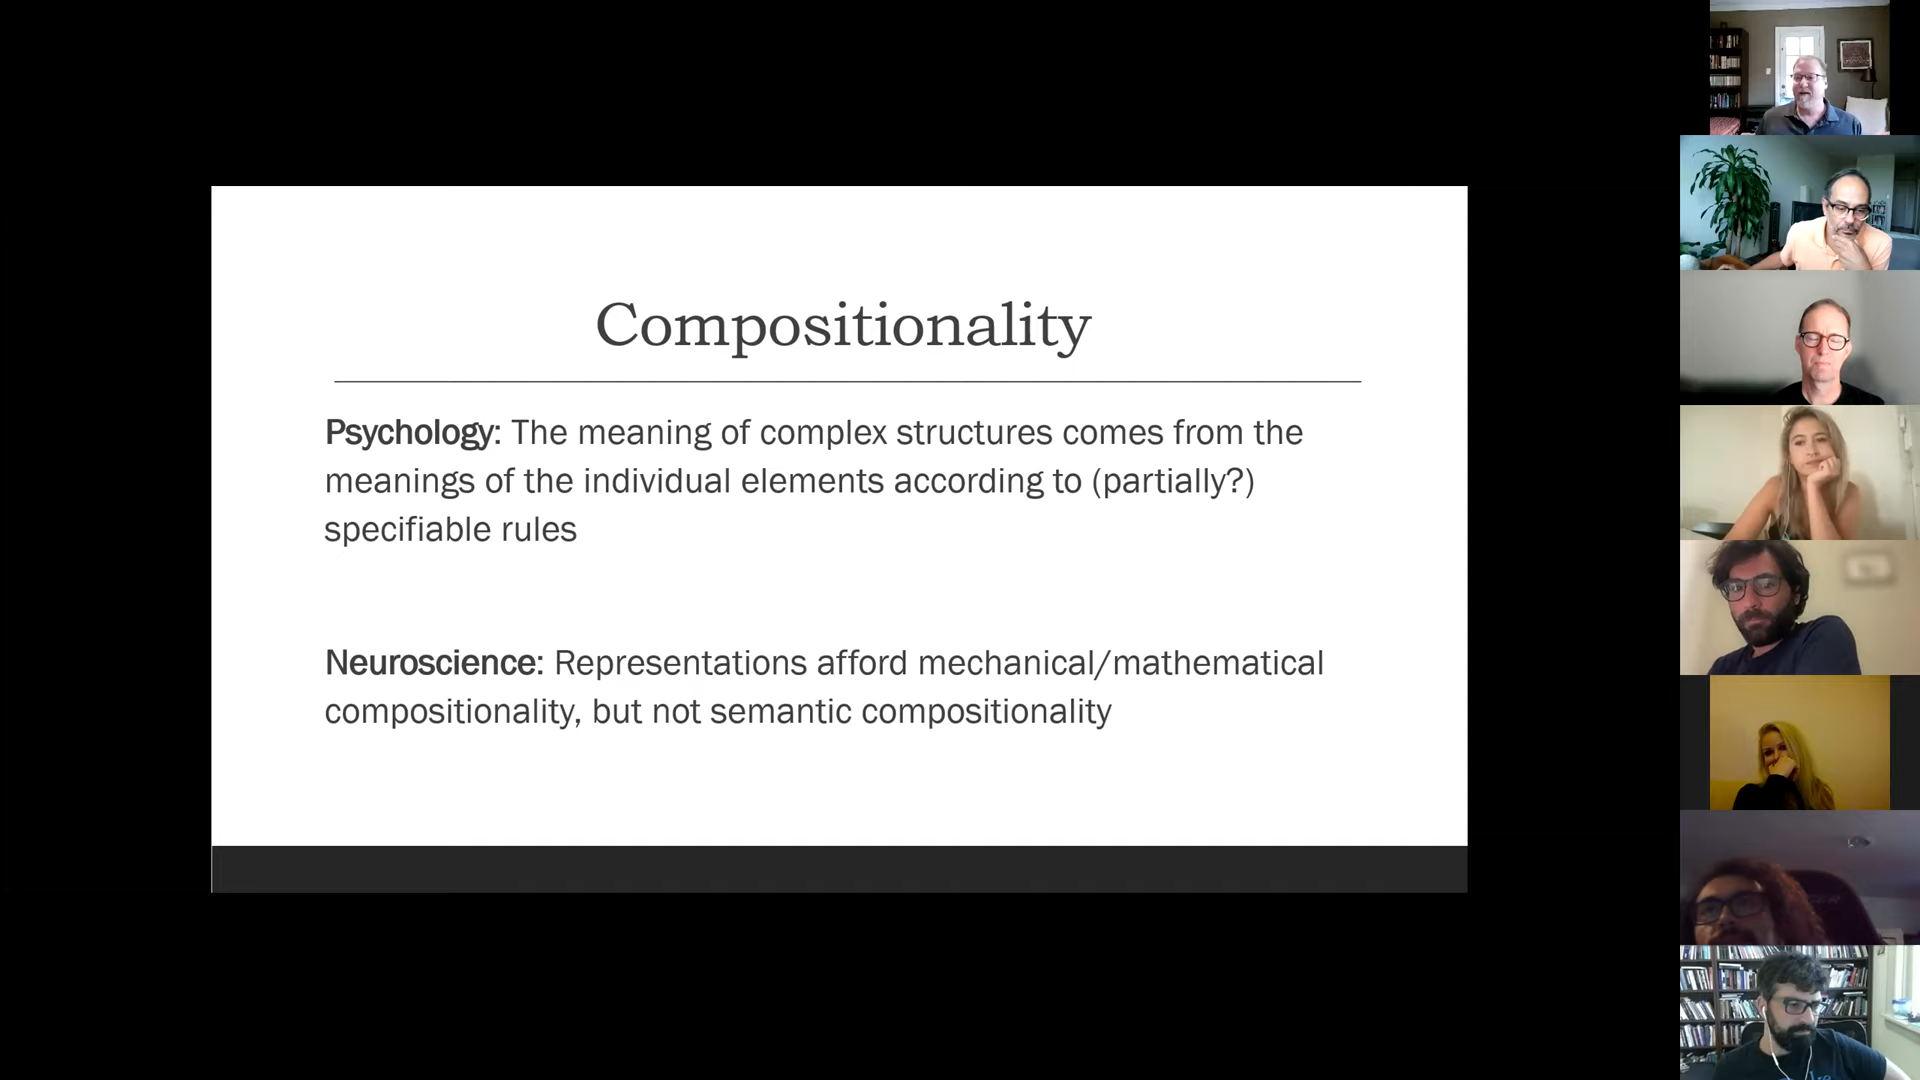 Compositionality
Psychology: The meaning of complex structures comes from the
meanings of the individual elements according to (partially?)
specifiable rules
Neuroscience: Representations afford mechanical/mathematical
compositionality, but not semantic compositionality